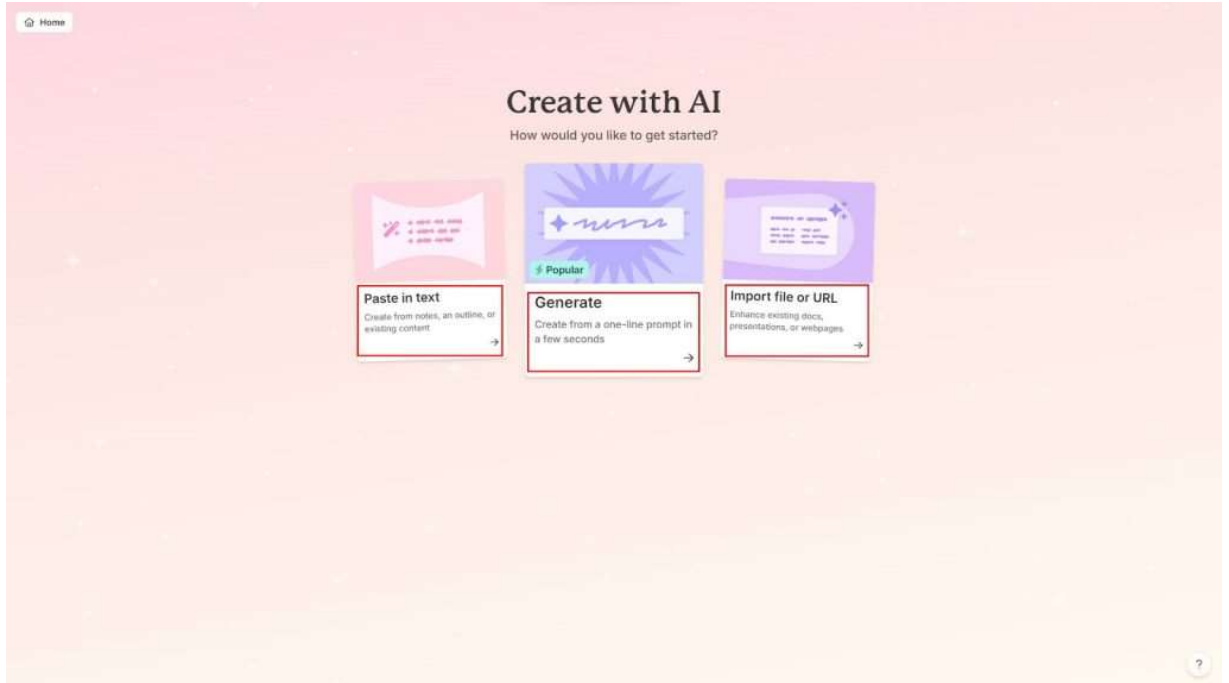 Home
Create with AI
How would you like to get started?
Popular
Paste in text
Create from notes, an outline, or
existing content
Generate
Create from a one-line prompt in
a few seconds
Import file or URL
Enhance existing docs,
presentations, or webpages
?